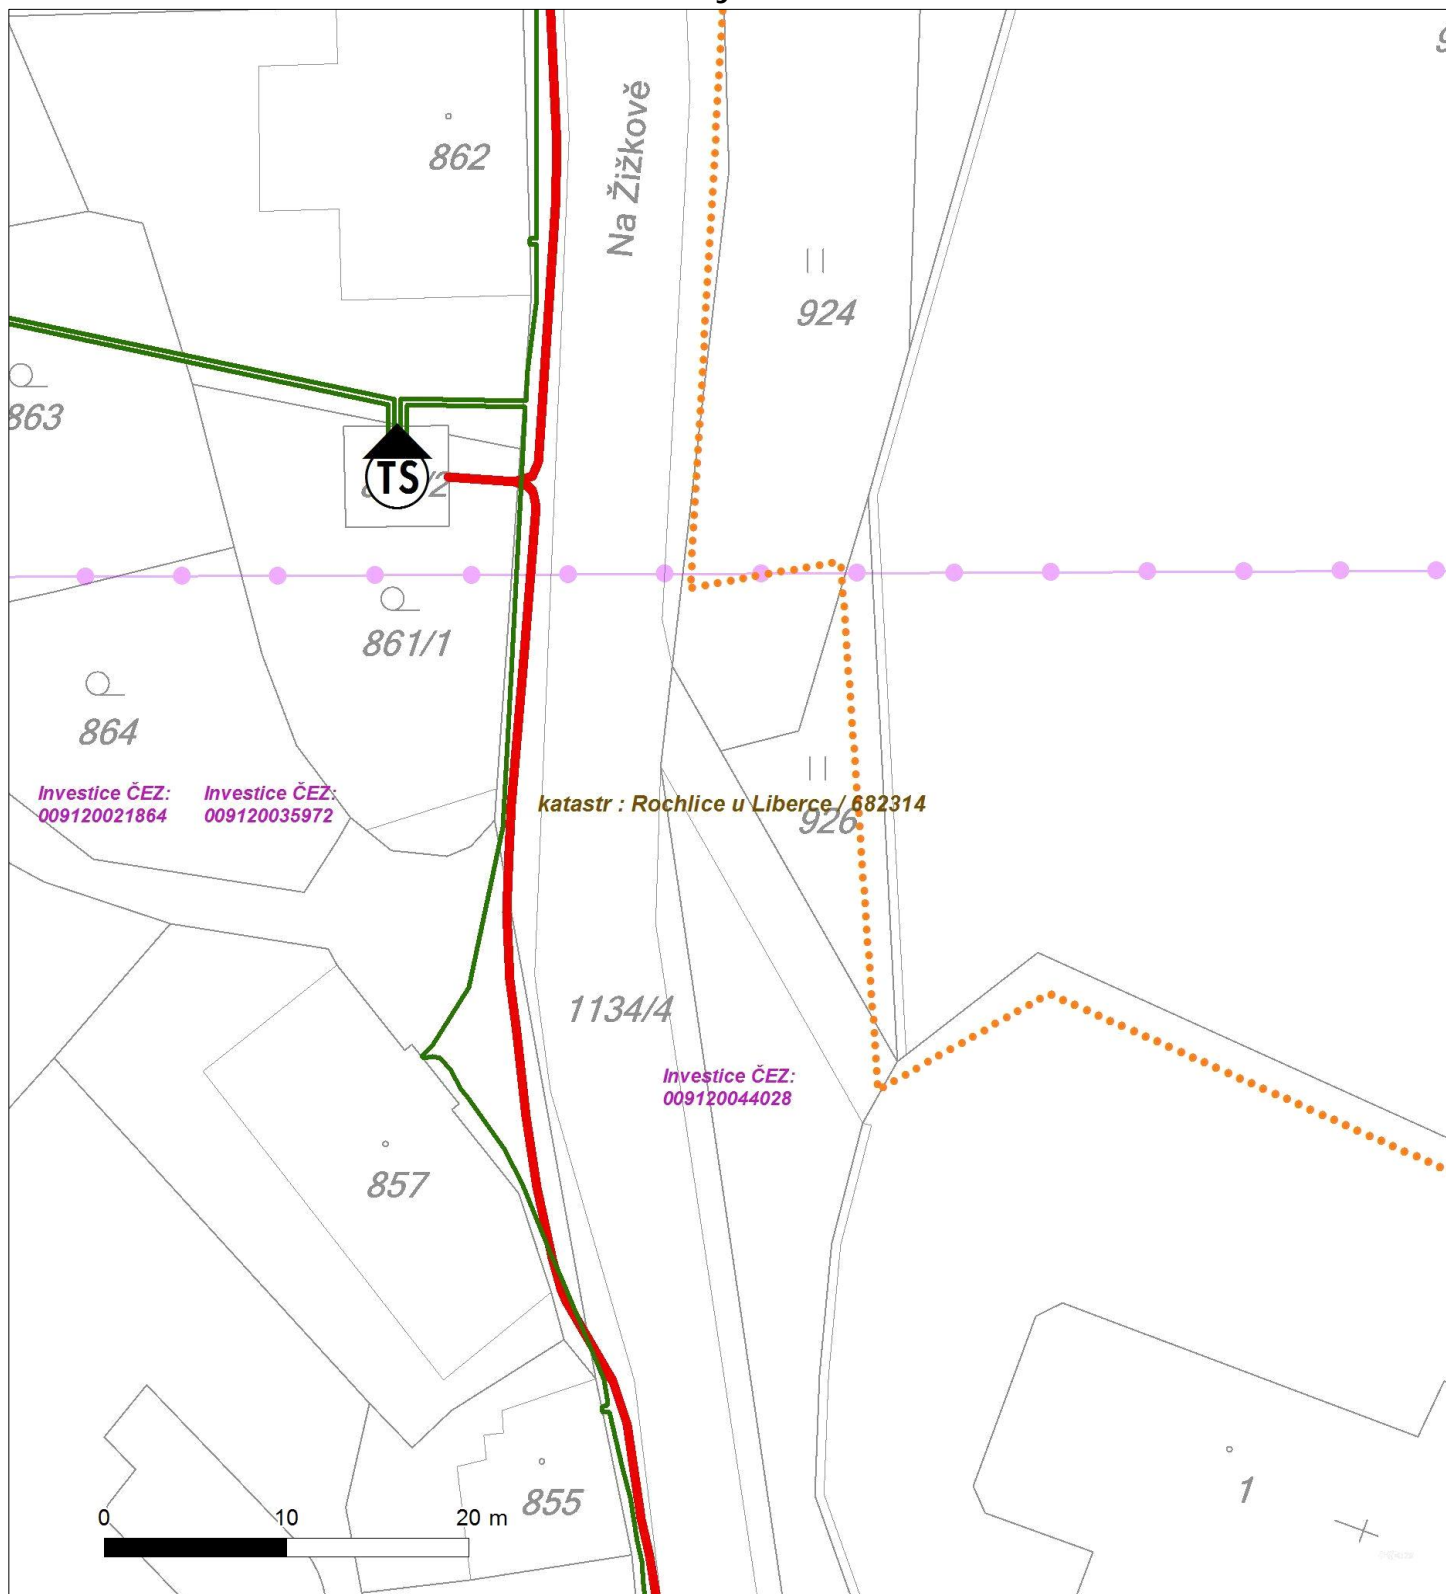 862
Na Žižkově
924
863
TS
/2
861/1
864
Investice ČEZ:
009120021864
Investice ČEZ:
009120035972
katastr : Rochlice u Liberce / 682314
926
1134/4
Investice ČEZ:
009120044028
857
855
1
0 10 20 m